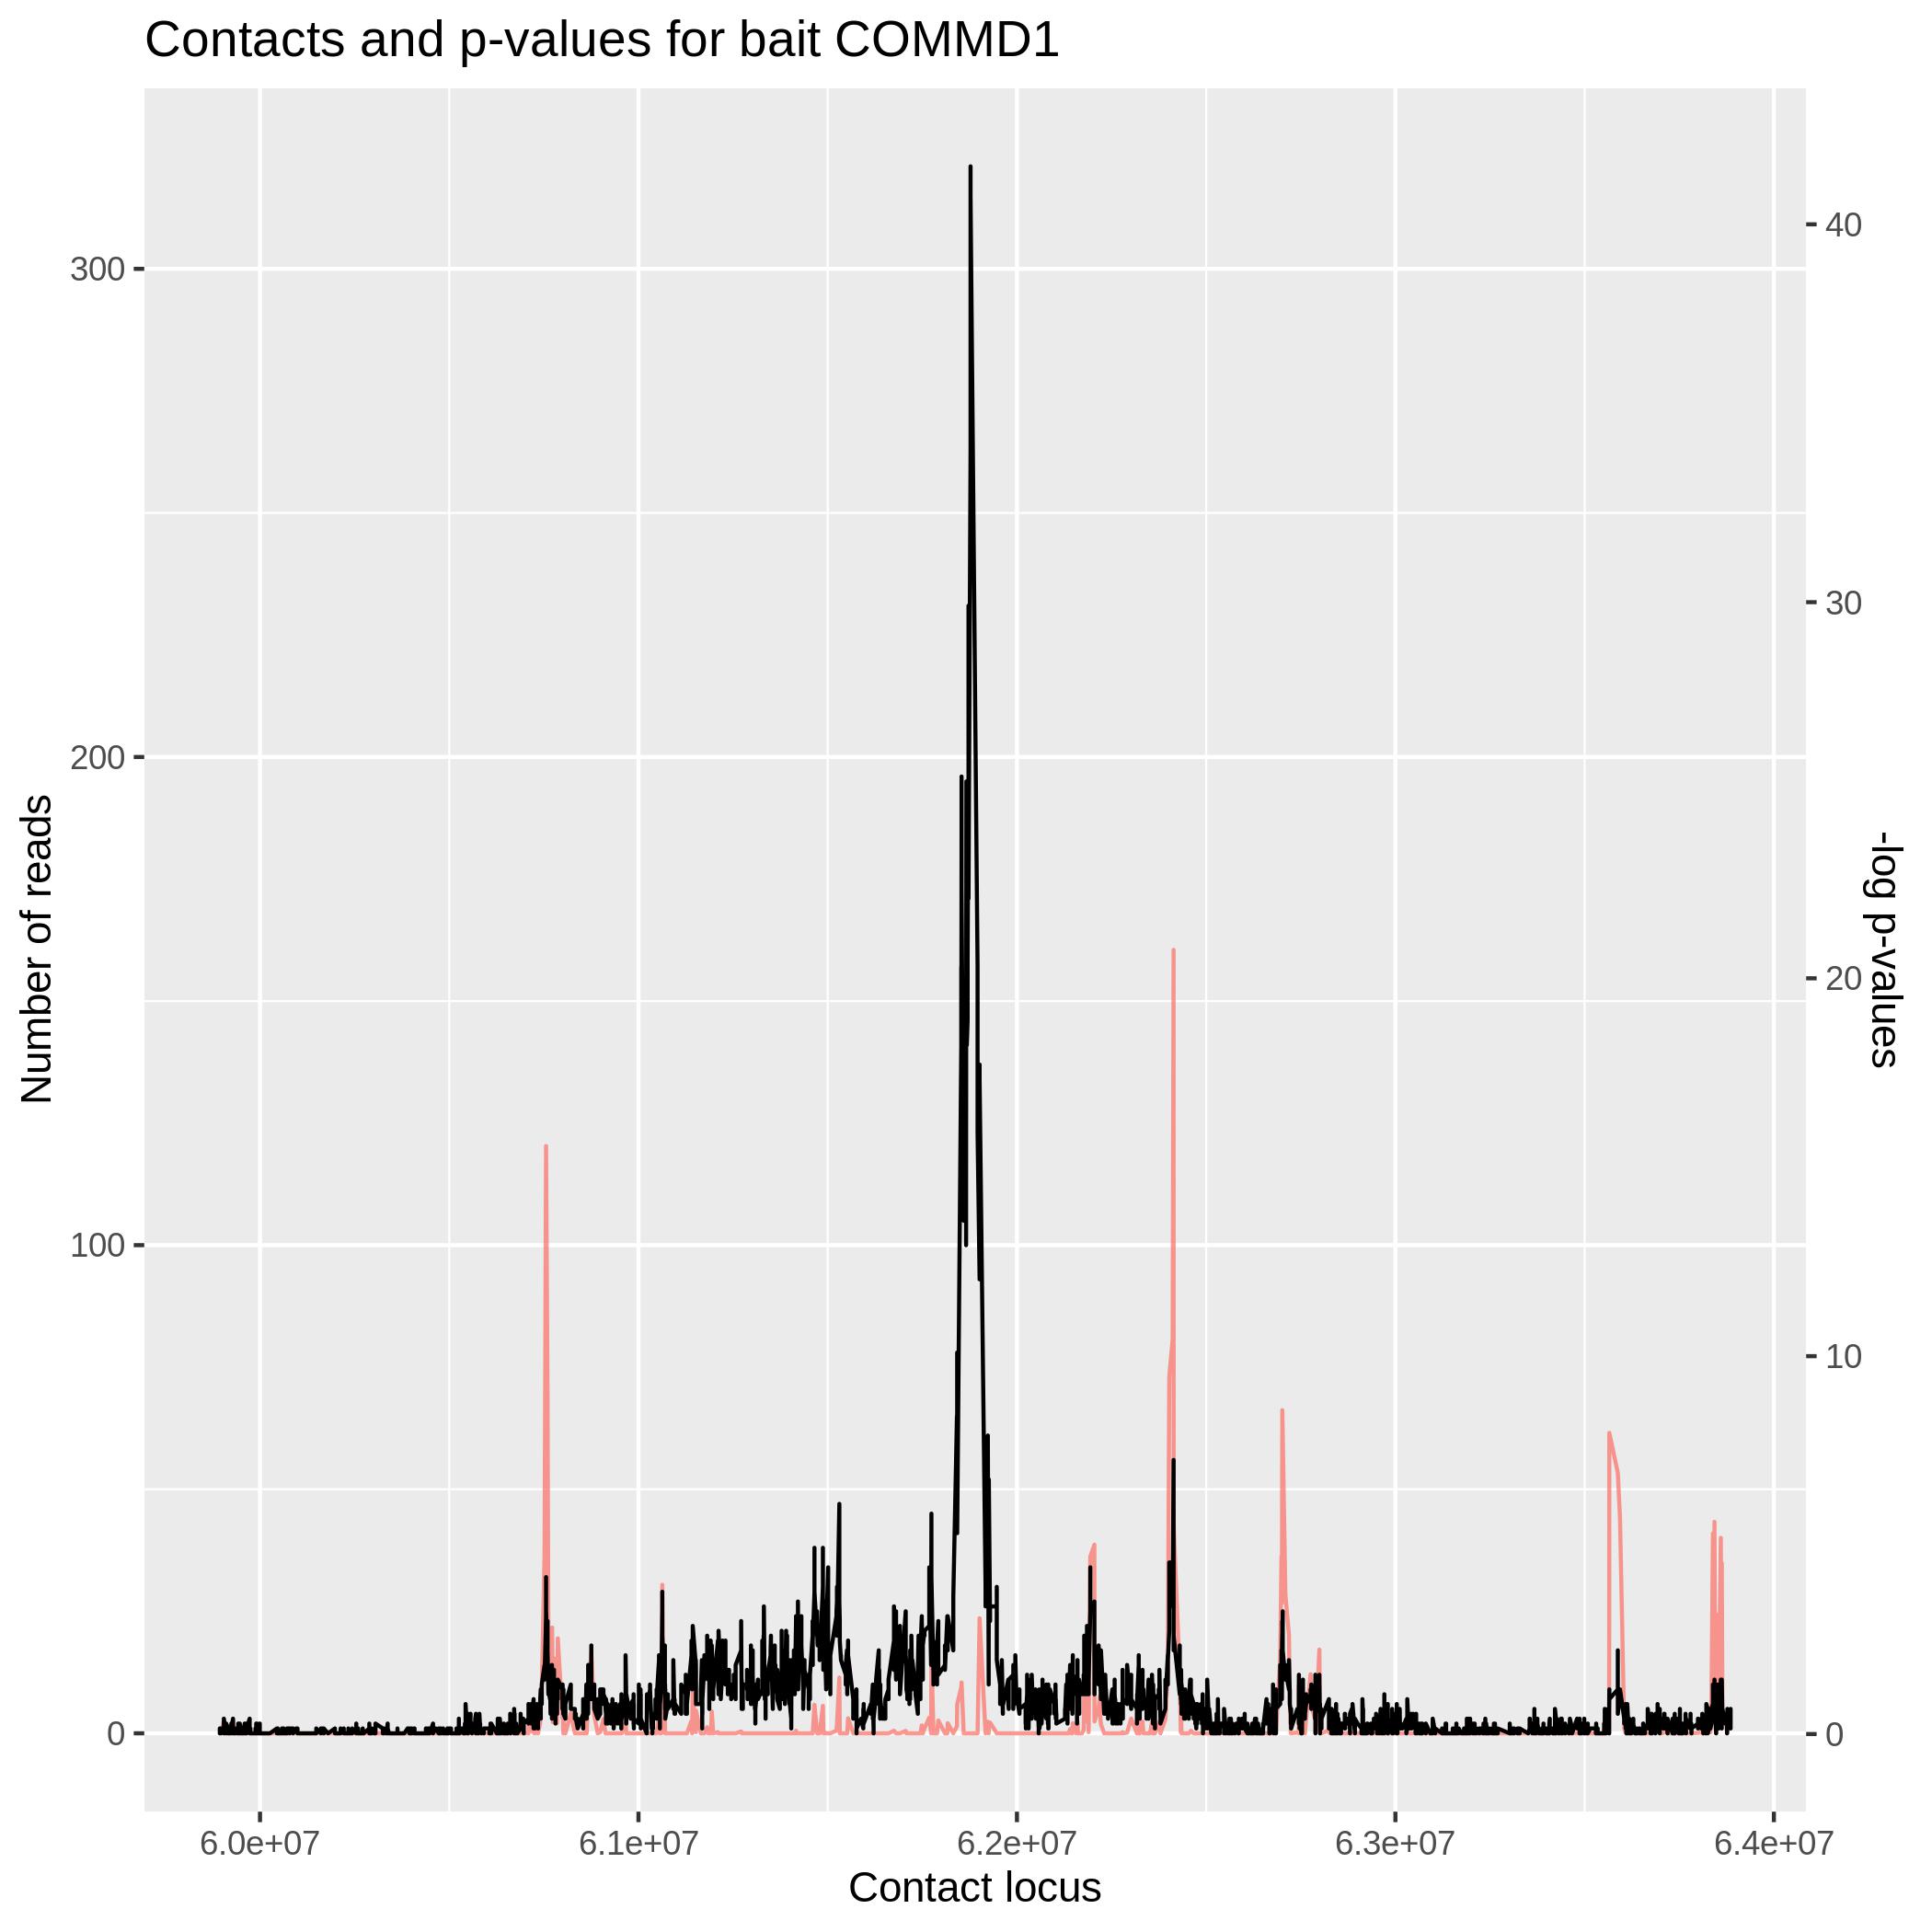 Contacts and p-values for bait COMMD1
Number of reads
300
200
100
0
40
30
20
10
0
-log p-values
6.0e+07
6.1e+07
6.2e+07
6.3e+07
6.4e+07
Contact locus